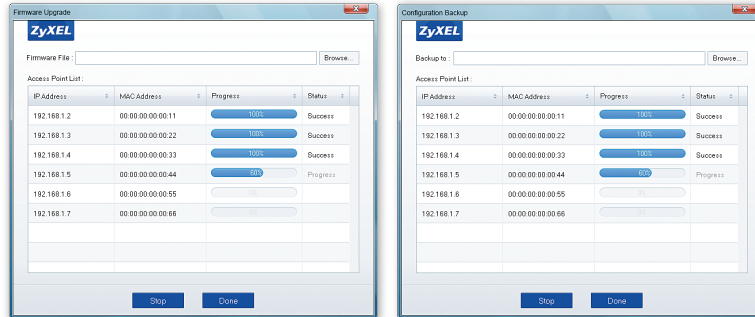 Firmware Upgrade
ZyXEL
Firmware File :
Browse...
Access Point List :
IP Address MAC Address Progress Status
192.168.1.2 00:00:00:00:00:11 100% Success
192.168.1.3 00:00:00:00:00:22 100% Success
192.168.1.4 00:00:00:00:00:33 100% Success
192.168.1.5 00:00:00:00:00:44 60% Progress
192.168.1.6 00:00:00:00:00:55
192.168.1.7 00:00:00:00:00:66
Stop Done
Configuration Backup
ZyXEL
Backup to :
Browse...
Access Point List :
IP Address MAC Address Progress Status
192.168.1.2 00:00:00:00:00:11 100% Success
192.168.1.3 00:00:00:00:00:22 100% Success
192.168.1.4 00:00:00:00:00:33 100% Success
192.168.1.5 00:00:00:00:00:44 60% Progress
192.168.1.6 00:00:00:00:00:55
192.168.1.7 00:00:00:00:00:66
Stop Done